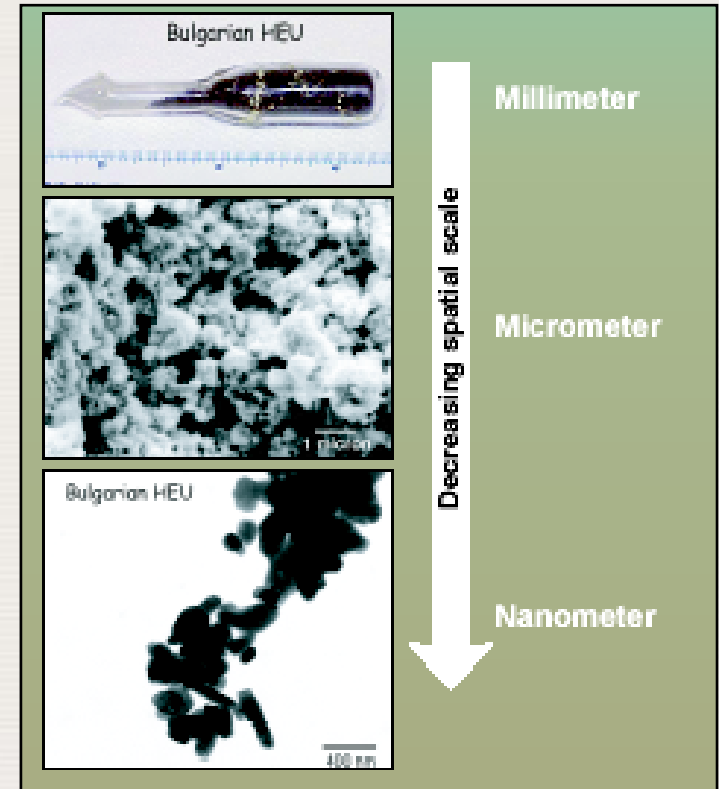 Bulgarian HEU
Millimeter
Decreasing spatial scale
Micrometer
1 micron
Bulgarian HEU
Nanometer
400 nm